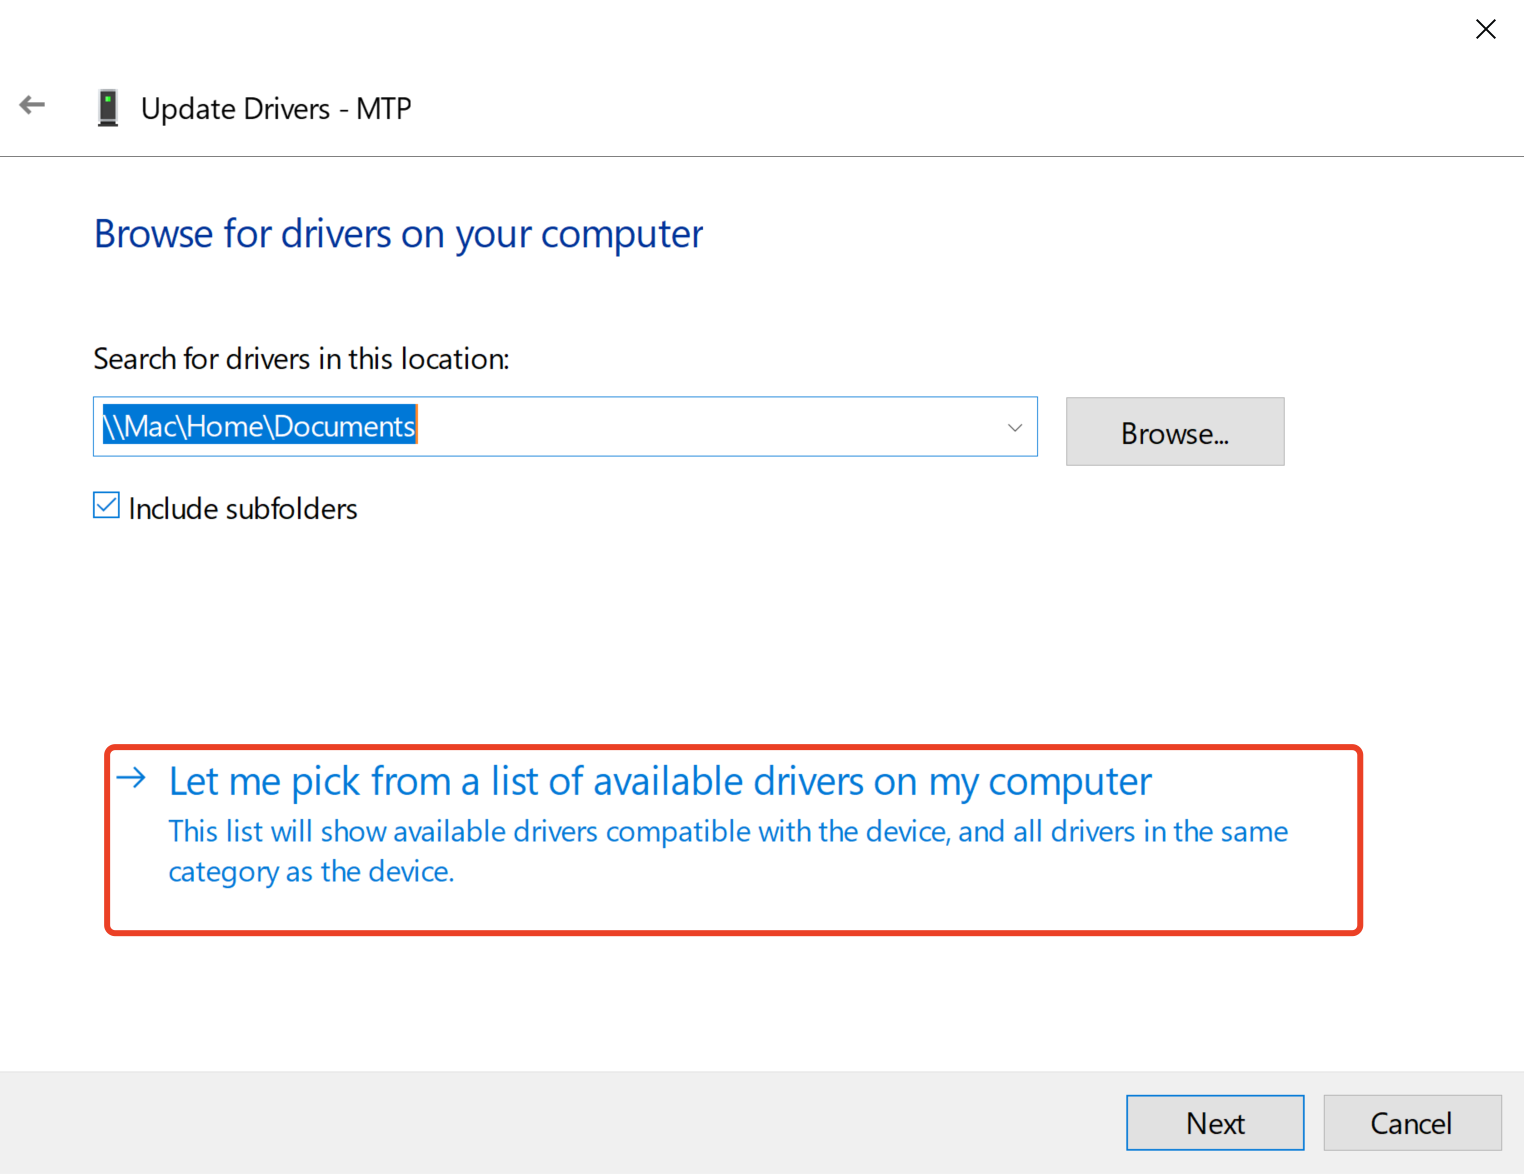 Update Drivers - MTP
Browse for drivers on your computer
Search for drivers in this location:
\\Mac\Home\Documents
Browse...
Include subfolders
Let me pick from a list of available drivers on my computer
This list will show available drivers compatible with the device, and all drivers in the same
category as the device.
Next
Cancel